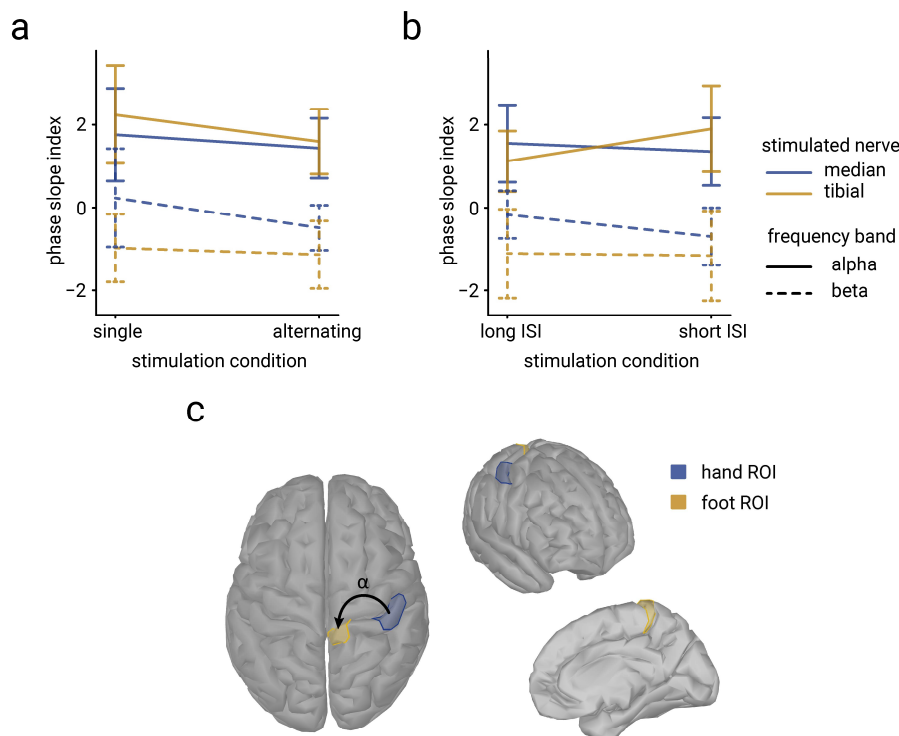 a
phase slope index
2
0
−2
single
alternating
stimulation condition
b
phase slope index
2
0
−2
long ISI
short ISI
stimulation condition
stimulated nerve
median
tibial
frequency band
alpha
beta
c
α
hand ROI
foot ROI